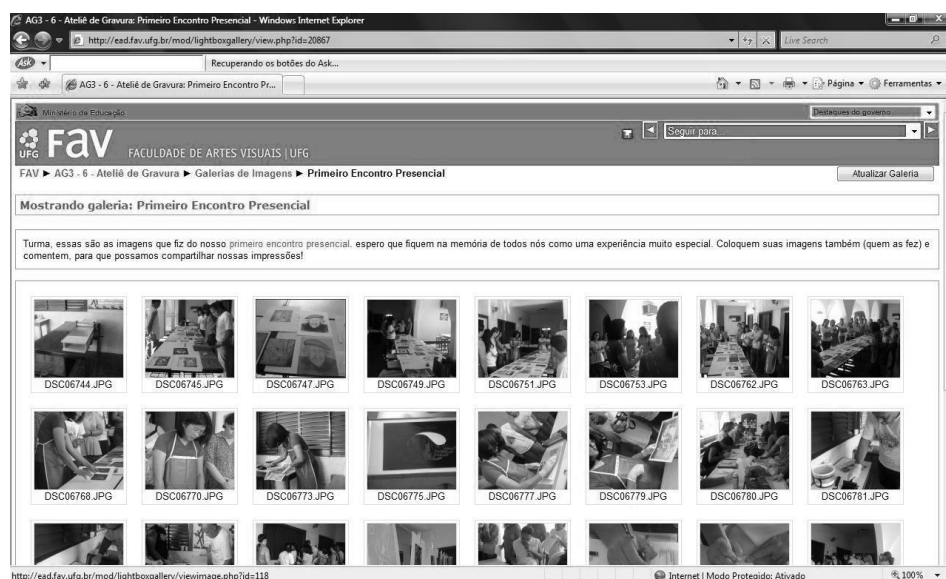 AG3 - 6 - Ateliê de Gravura: Primeiro Encontro Presencial - Windows Internet Explorer
http://ead.fav.ufg.br/mod/lightboxgallery/view.php?id=20867
Live Search
Ask
Recuperando os botões do Ask...
AG3 - 6 - Ateliê de Gravura: Primeiro Encontro Pr...
Página
Ferramentas
Ministério da Educação
Destaques do governo
UFG
Fav
FACULDADE DE ARTES VISUAIS | UFG
Seguir para...
FAV ► AG3 - 6 - Ateliê de Gravura ► Galerias de Imagens ► Primeiro Encontro Presencial
Atualizar Galeria
Mostrando galeria: Primeiro Encontro Presencial
Turma, essas são as imagens que fiz do nosso primeiro encontro presencial. espero que fiquem na memória de todos nós como uma experiência muito especial. Coloquem suas imagens também (quem as fez) e
comentem, para que possamos compartilhar nossas impressões!
DSC06744.JPG DSC06745.JPG DSC06747.JPG DSC06749.JPG DSC06751.JPG DSC06753.JPG DSC06762.JPG DSC06763.JPG
DSC06768.JPG DSC06770.JPG DSC06773.JPG DSC06775.JPG DSC06777.JPG DSC06779.JPG DSC06780.JPG DSC06781.JPG
http://ead.fav.ufg.br/mod/lightboxgallery/viewimage.php?id=118
Internet | Modo Protegido: Ativado
100%